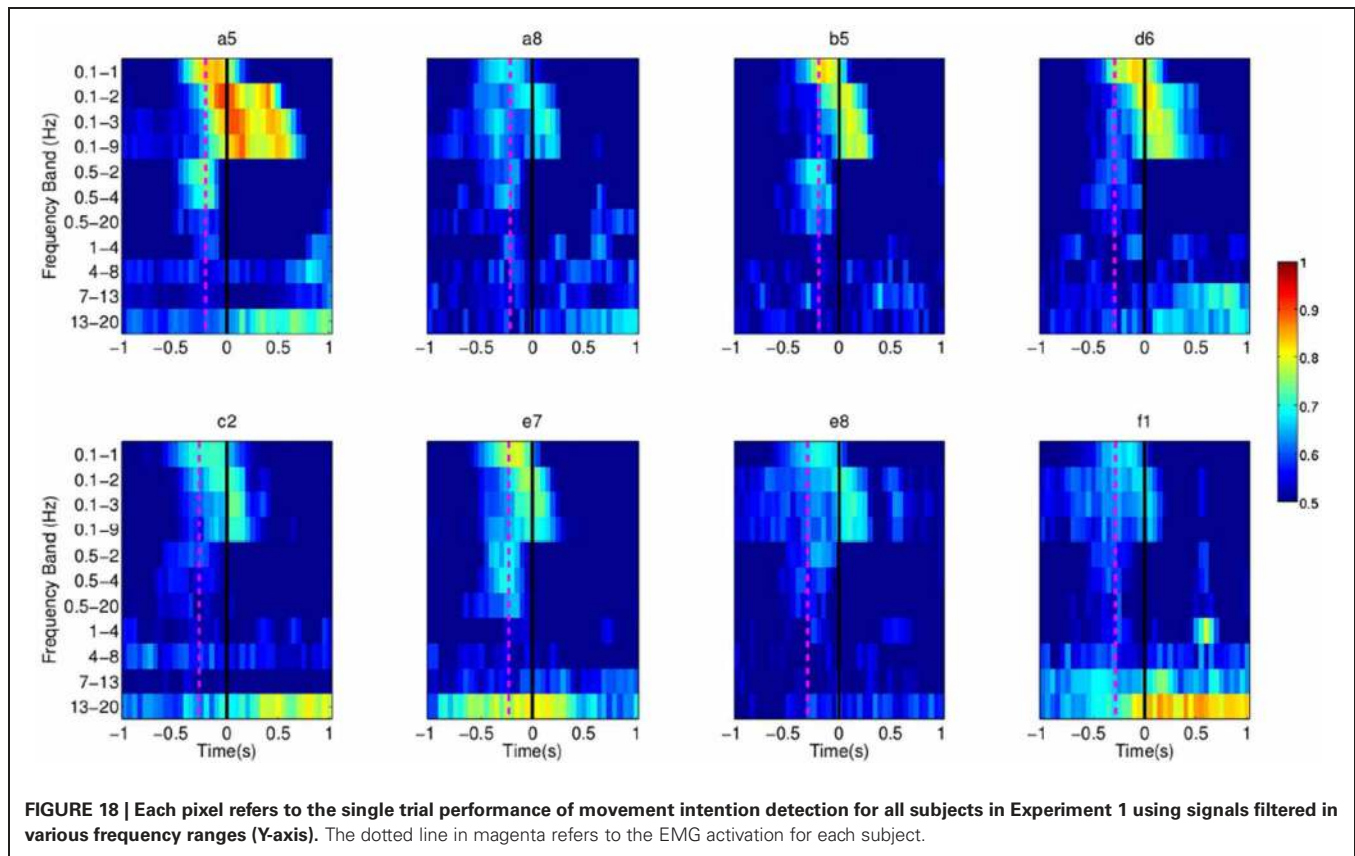 a5 a8 b5 d6
Frequency Band (Hz)
0.1−1
0.1−2
0.1−3
0.1−9
0.5−2
0.5−4
0.5−20
1−4
4−8
7−13
13−20
−1 −0.5 0 0.5 1
−1 −0.5 0 0.5 1
−1 −0.5 0 0.5 1
−1 −0.5 0 0.5 1
1
0.9
0.8
0.7
0.6
0.5
c2 e7 e8 f1
Frequency Band (Hz)
0.1−1
0.1−2
0.1−3
0.1−9
0.5−2
0.5−4
0.5−20
1−4
4−8
7−13
13−20
−1 −0.5 0 0.5 1
−1 −0.5 0 0.5 1
−1 −0.5 0 0.5 1
−1 −0.5 0 0.5 1
Time(s) Time(s) Time(s) Time(s)
FIGURE 18 | Each pixel refers to the single trial performance of movement intention detection for all subjects in Experiment 1 using signals filtered in
various frequency ranges (Y-axis). The dotted line in magenta refers to the EMG activation for each subject.